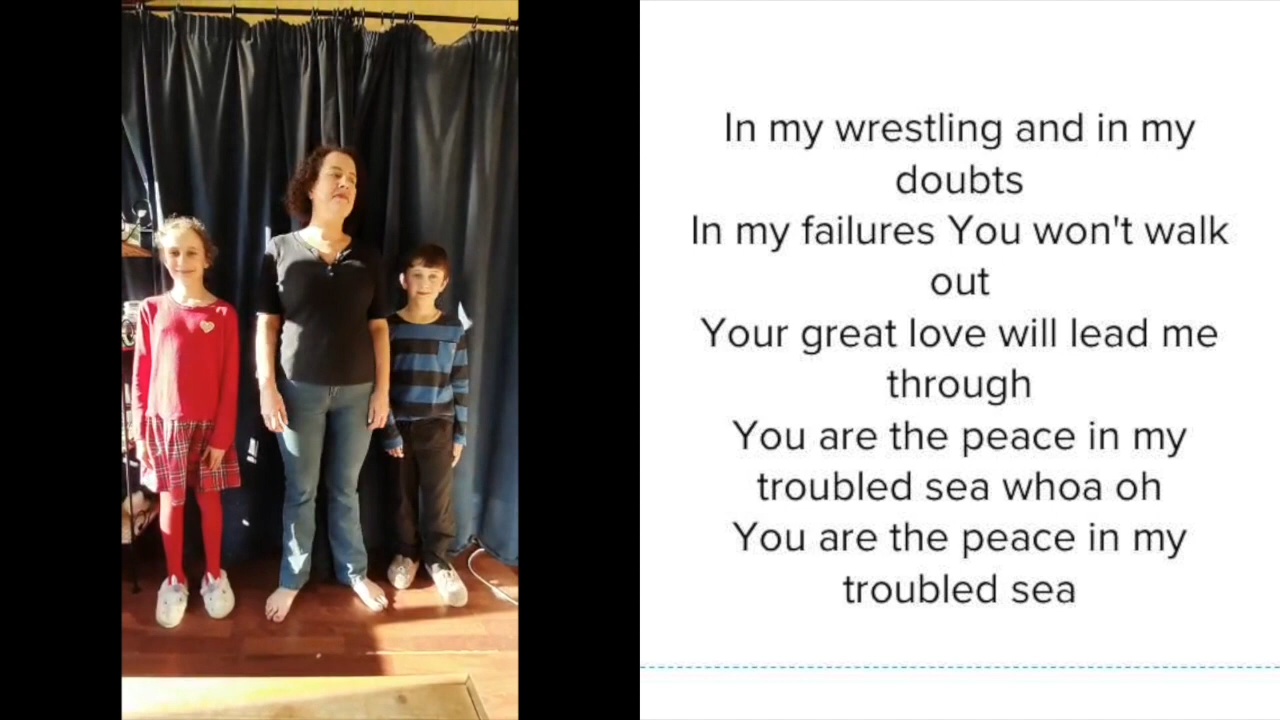 In my wrestling and in my
doubts
In my failures You won't walk
out
Your great love will lead me
through
You are the peace in my
troubled sea whoa oh
You are the peace in my
troubled sea